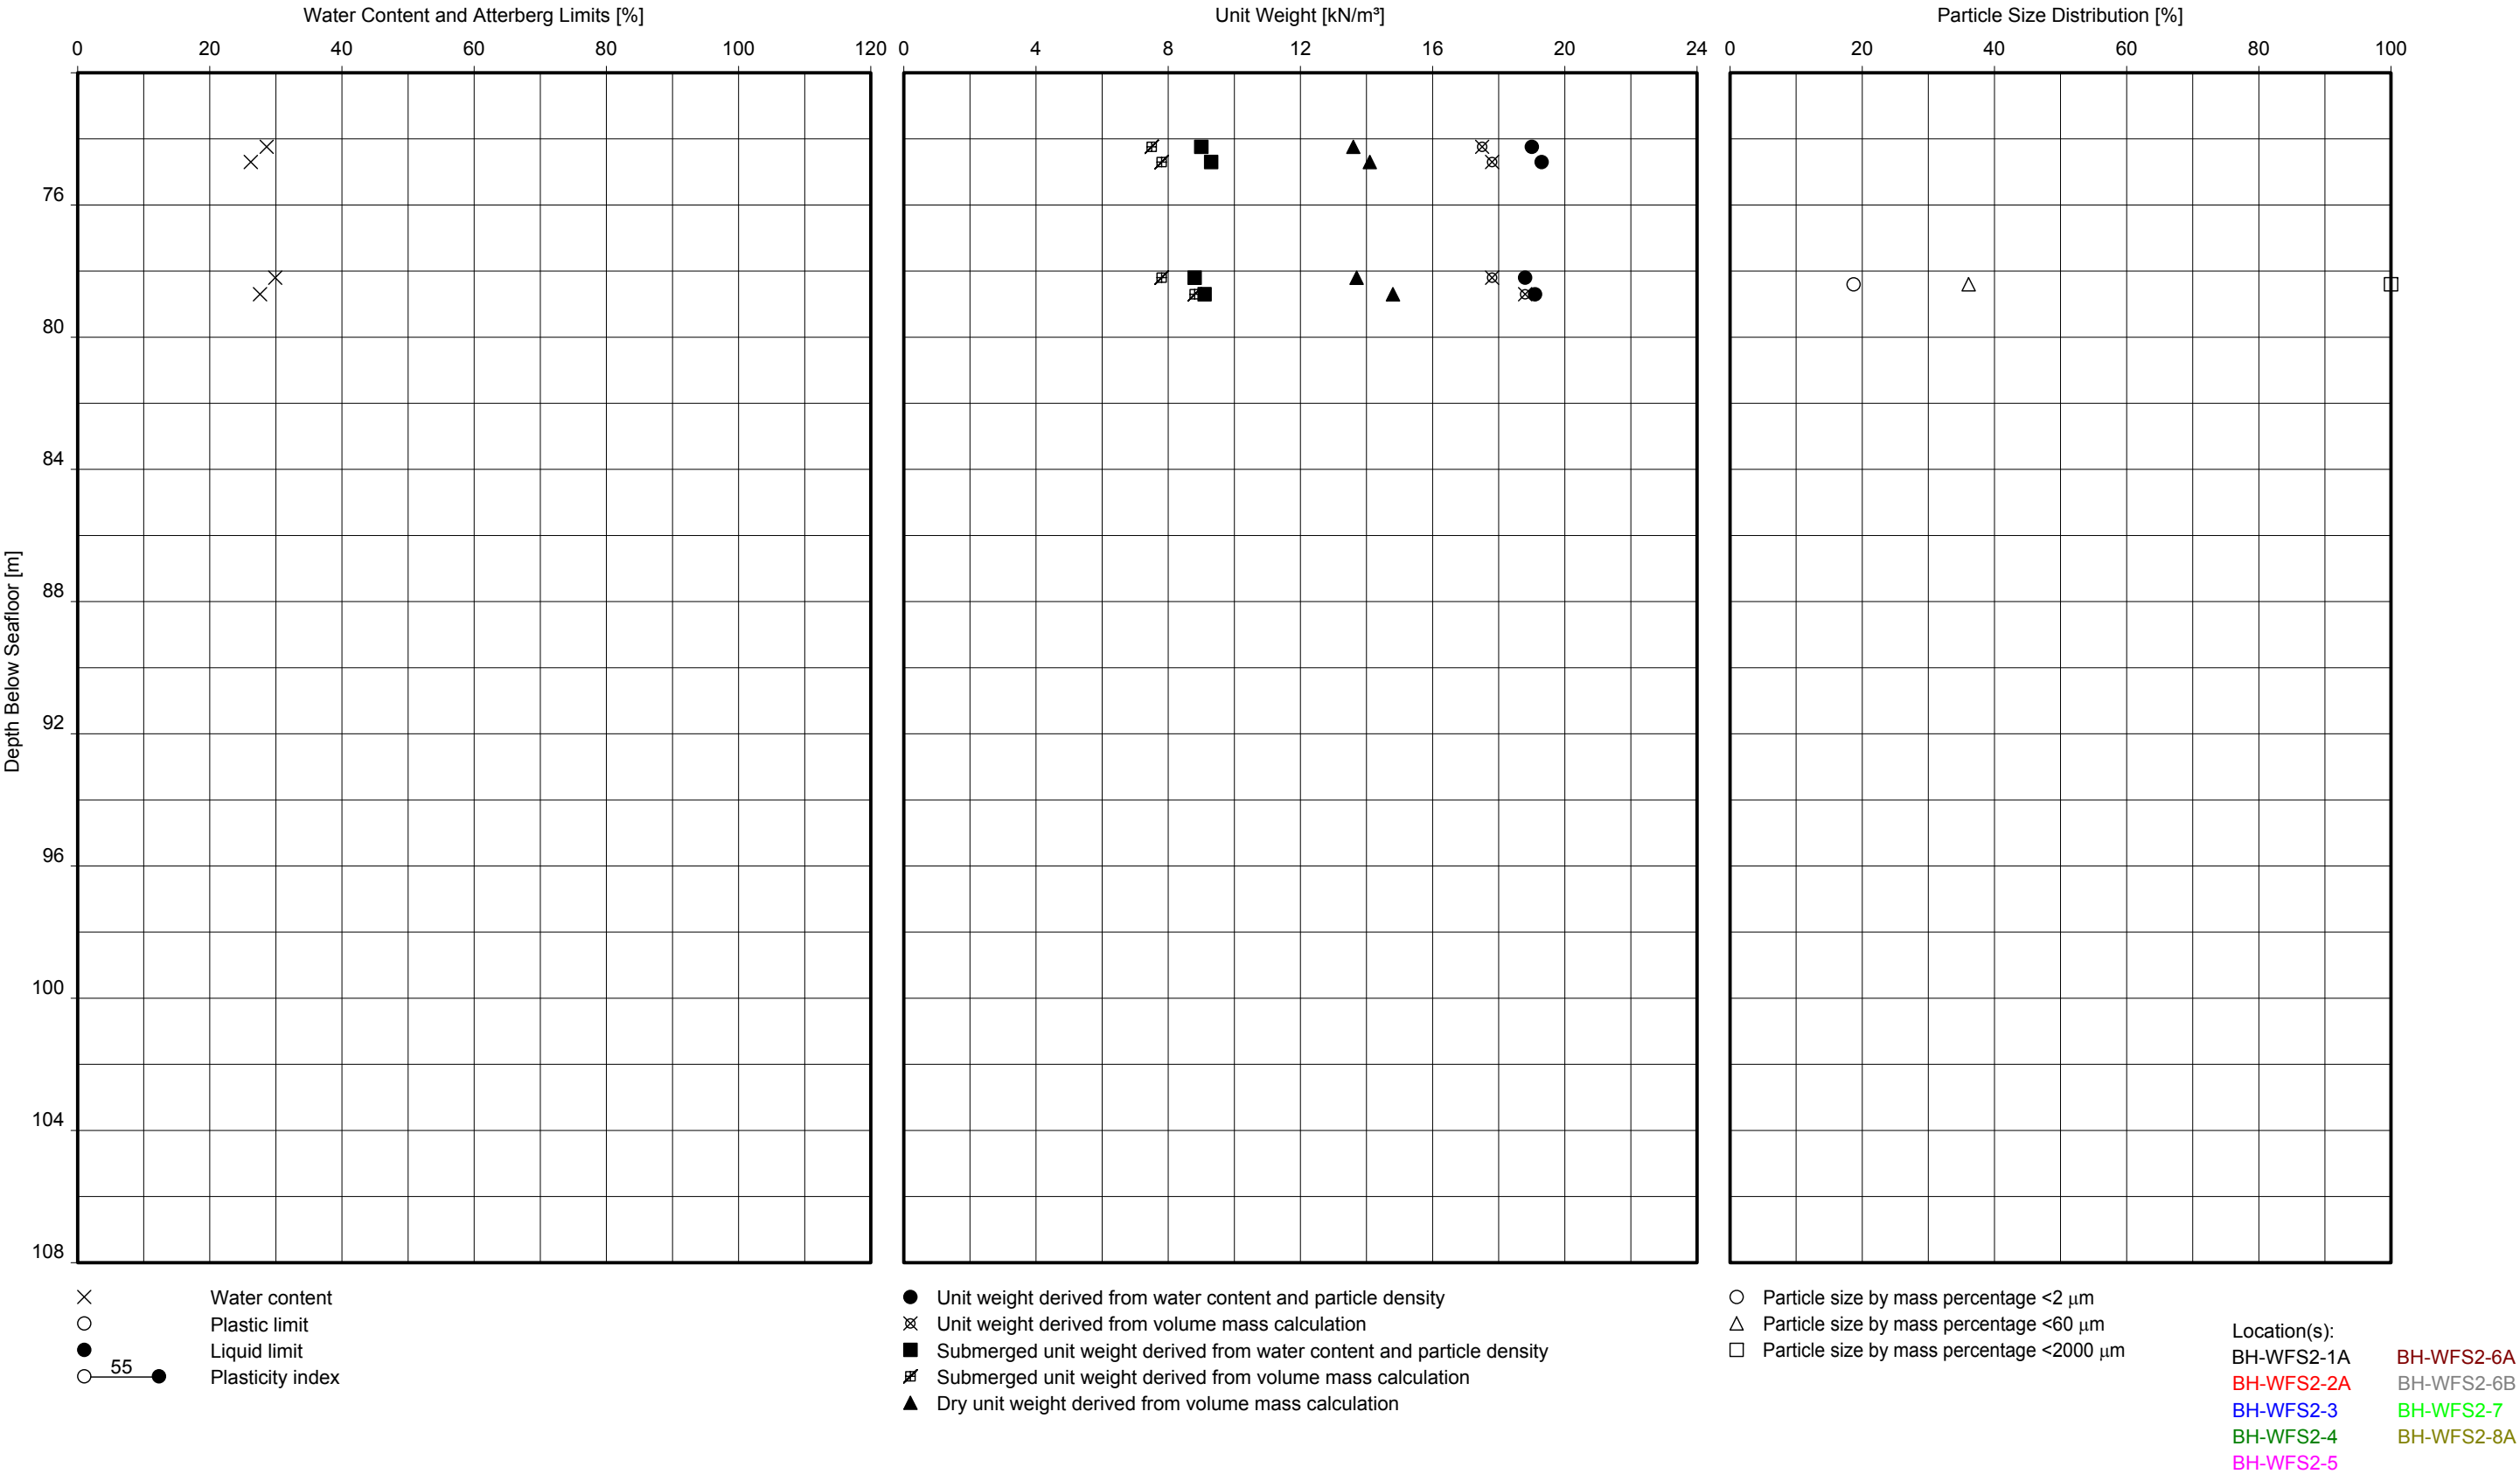 Water Content and Atterberg Limits [%]
Unit Weight [kN/m³]
Particle Size Distribution [%]
0 20 40 60 80 100 120
0 4 8 12 16 20 24
0 20 40 60 80 100
Depth Below Seafloor [m]
76
80
84
88
92
96
100
104
108
Water content
Plastic limit
Liquid limit
55 Plasticity index
Unit weight derived from water content and particle density
Unit weight derived from volume mass calculation
Submerged unit weight derived from water content and particle density
Submerged unit weight derived from volume mass calculation
Dry unit weight derived from volume mass calculation
Particle size by mass percentage <2 μm
Particle size by mass percentage <60 μm
Particle size by mass percentage <2000 μm
Location(s):
BH-WFS2-1A BH-WFS2-6A
BH-WFS2-2A BH-WFS2-6B
BH-WFS2-3 BH-WFS2-7
BH-WFS2-4 BH-WFS2-8A
BH-WFS2-5